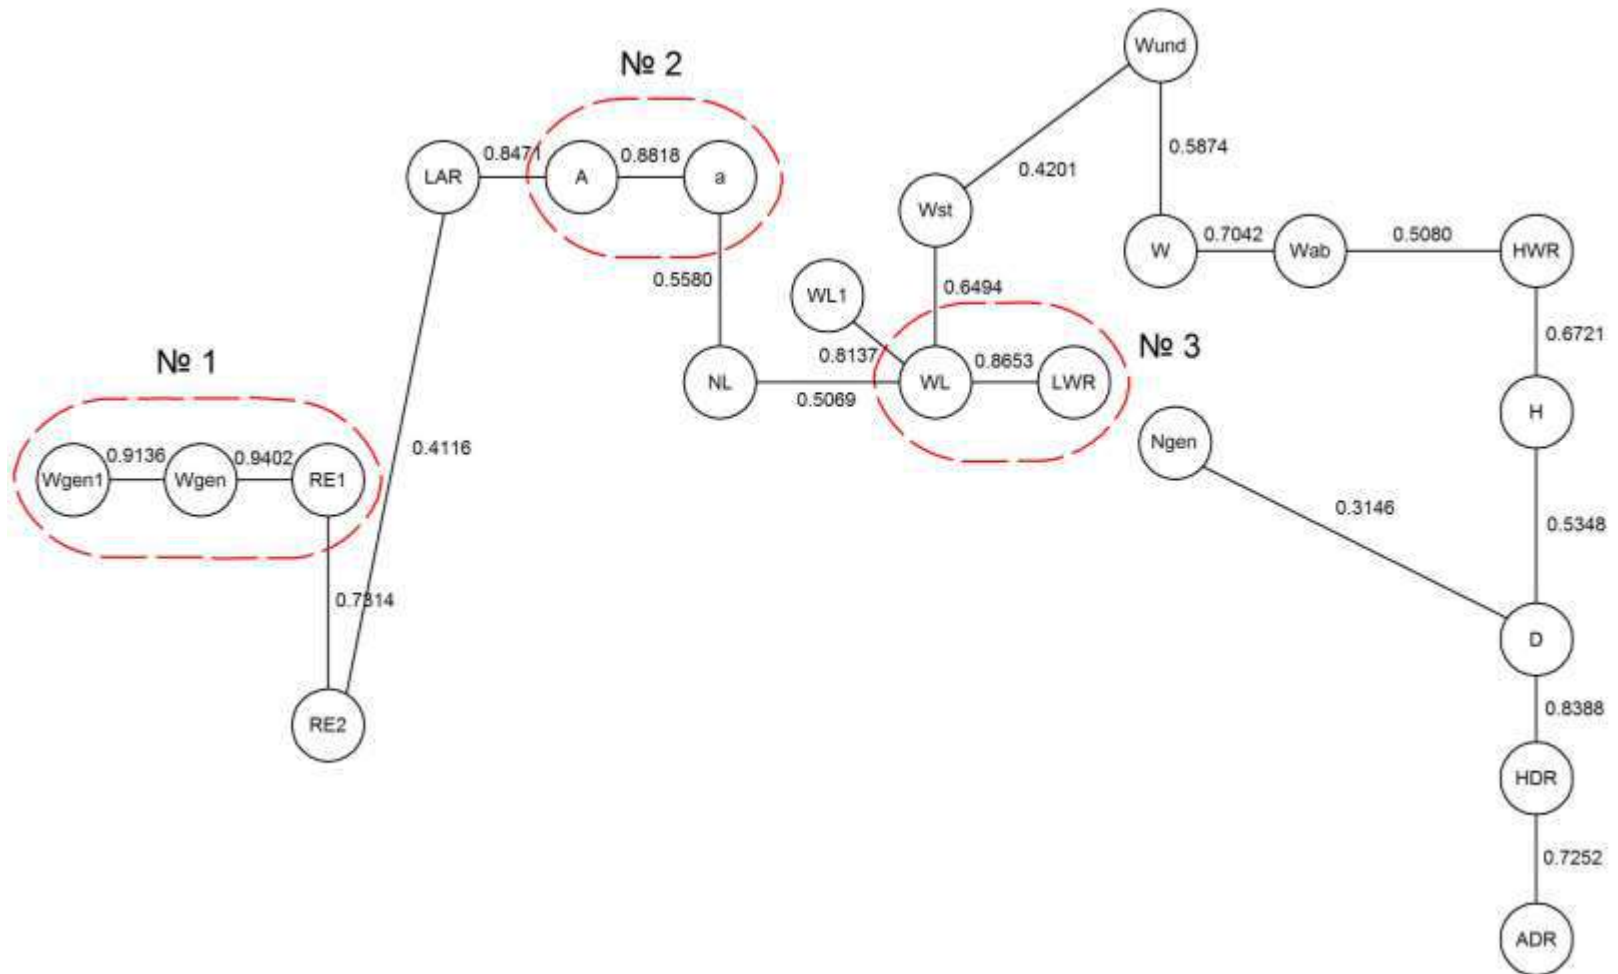 Wund
№ 2
0.5874
0.4201
LAR
0.8471
A
0.8818
a
Wst
W
0.7042
Wab
0.5080
HWR
0.5580
WL1
0.6494
0.6721
№ 1
0.8137
№ 3
NL
0.5069
WL
0.8653
LWR
H
0.4116
Ngen
Wgen1
0.9136
Wgen
0.9402
RE1
0.3146
0.5348
0.7314
D
0.8388
RE2
HDR
0.7252
ADR